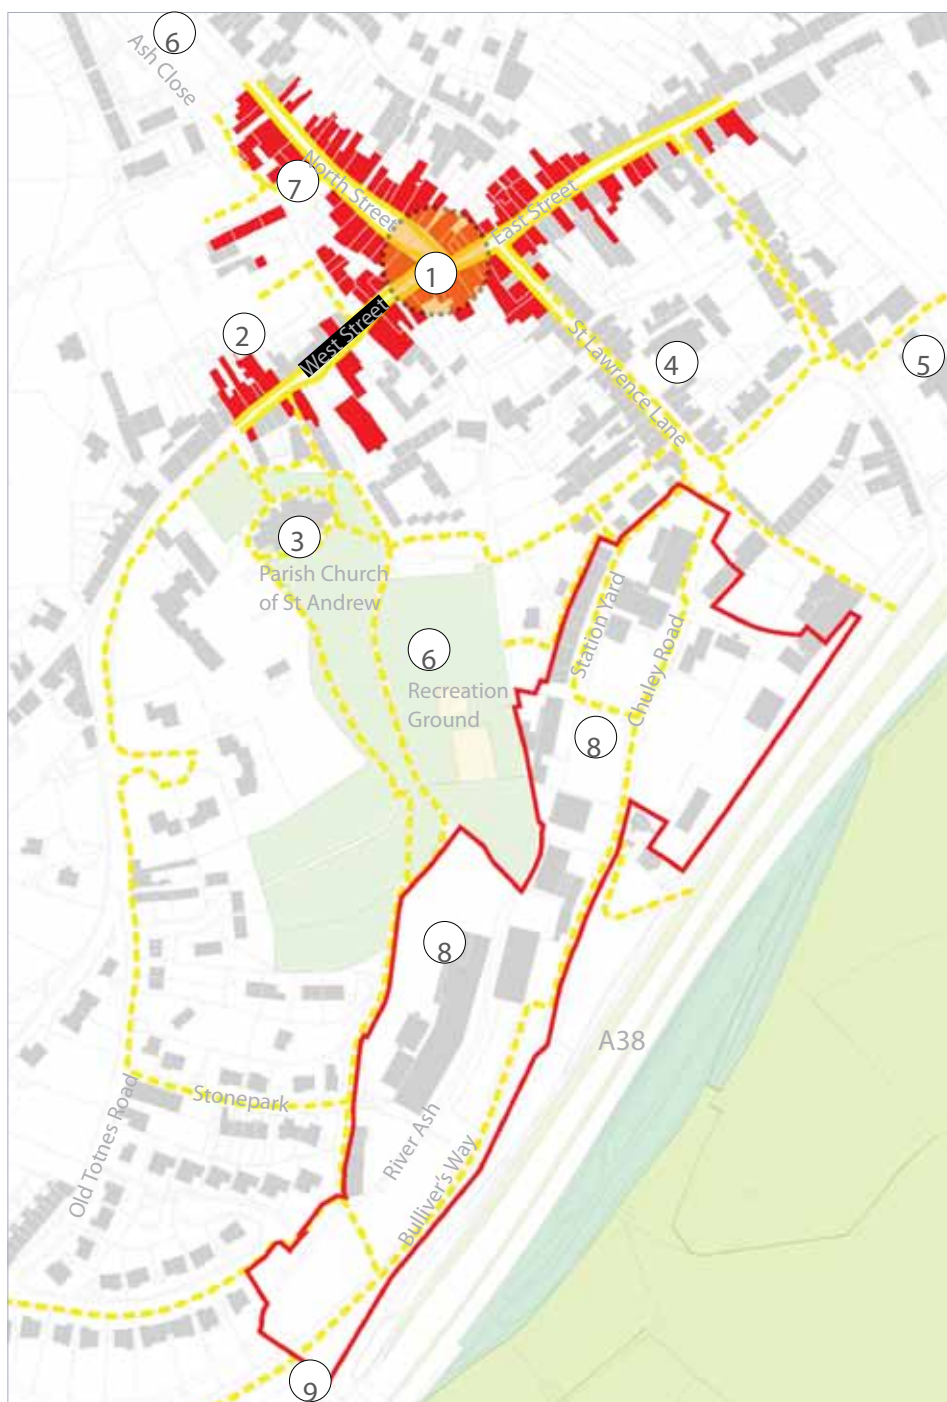 6
Ash Close
7
North Street
East Street
1
West Street
2
St Lawrence Lane
4
5
3
Parish Church
of St Andrew
6
Recreation
Ground
Station Yard
Chuley Road
8
8
A38
Stonepark
Old Totnes Road
River Ash
Bulliver's Way
9